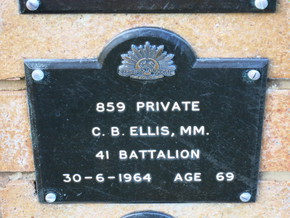 859 PRIVATE
C. B. ELLIS, MM.
41 BATTALION
30-6-1964 AGE 69